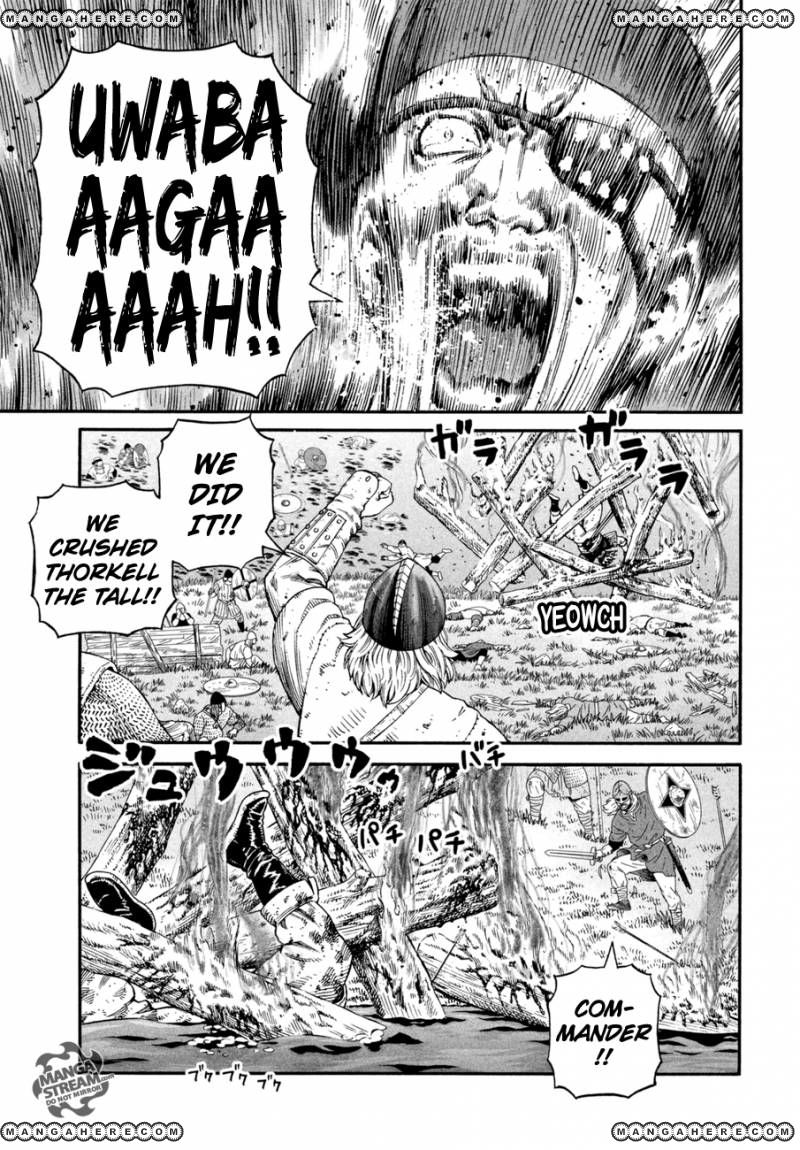 MANGAHERE.COM
MANGAHERE.COM
UWABA
AAGAA
AAAH!!
ガラ
ガラ
WE
DID
IT!!
WE
CRUSHED
THORKELL
THE TALL!!
YEOWCH
ジュウウウゥ
バチ
パチ
パチ
COM-
MANDER
!!
ブクブクブク
MANGA
STREAM.com
DO NOT MIRROR
MANGAHERE.COM
MANGAHERE.COM